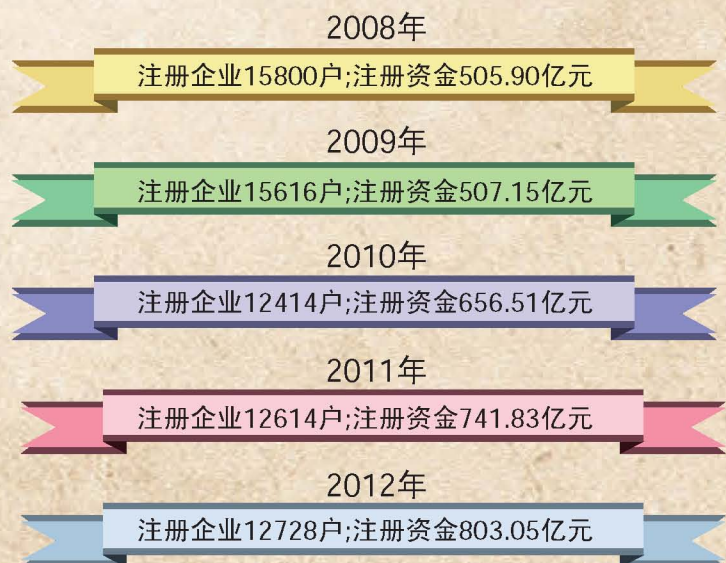 2008年
注册企业15800户;注册资金505.90亿元
2009年
注册企业15616户;注册资金507.15亿元
2010年
注册企业12414户;注册资金656.51亿元
2011年
注册企业12614户;注册资金741.83亿元
2012年
注册企业12728户;注册资金803.05亿元